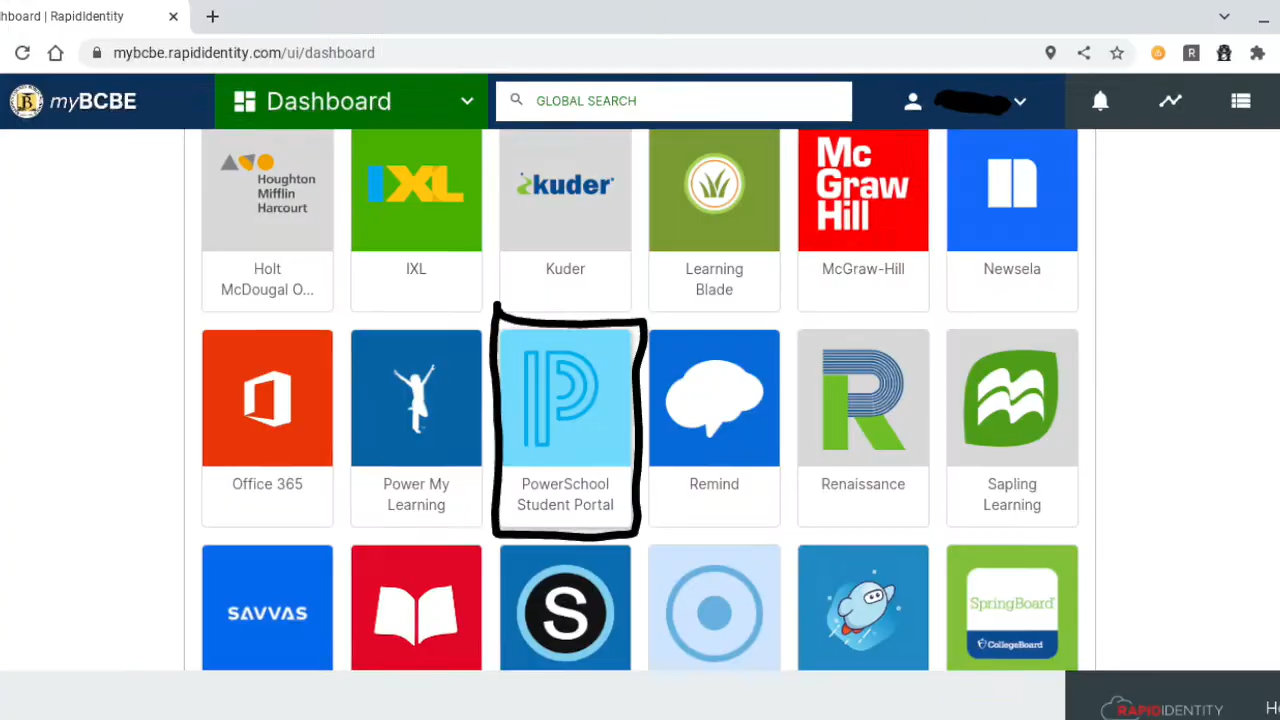 hboard | RapidIdentity
mybcbe.rapididentity.com/ui/dashboard
R
B
myBCBE
Dashboard
GLOBAL SEARCH
Houghton
Mifflin
Harcourt
IXL
kuder
Mc
Graw
Hill
Holt
McDougal O...
IXL
Kuder
Learning
Blade
McGraw-Hill
Newsela
Office 365
Power My
Learning
PowerSchool
Student Portal
Remind
Renaissance
Sapling
Learning
SAVVAS
S
SpringBoard
CollegeBoard
RAPIDIDENTITY
H